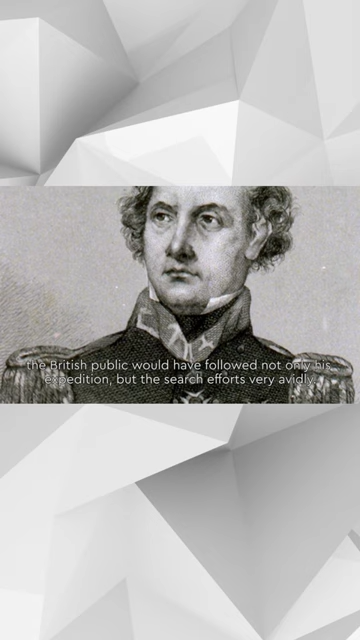 the British public would have followed not only his
expedition, but the search efforts very avidly.